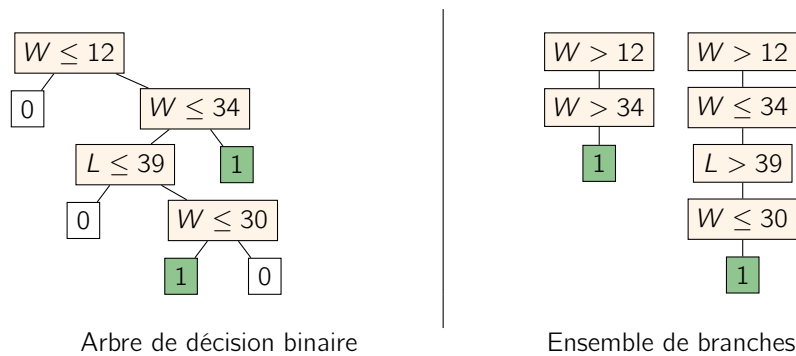 W ≤ 12
0
W ≤ 34
L ≤ 39
1
0
W ≤ 30
1
0
Arbre de décision binaire
W > 12
W > 34
1
W > 12
W ≤ 34
L > 39
W ≤ 30
1
Ensemble de branches